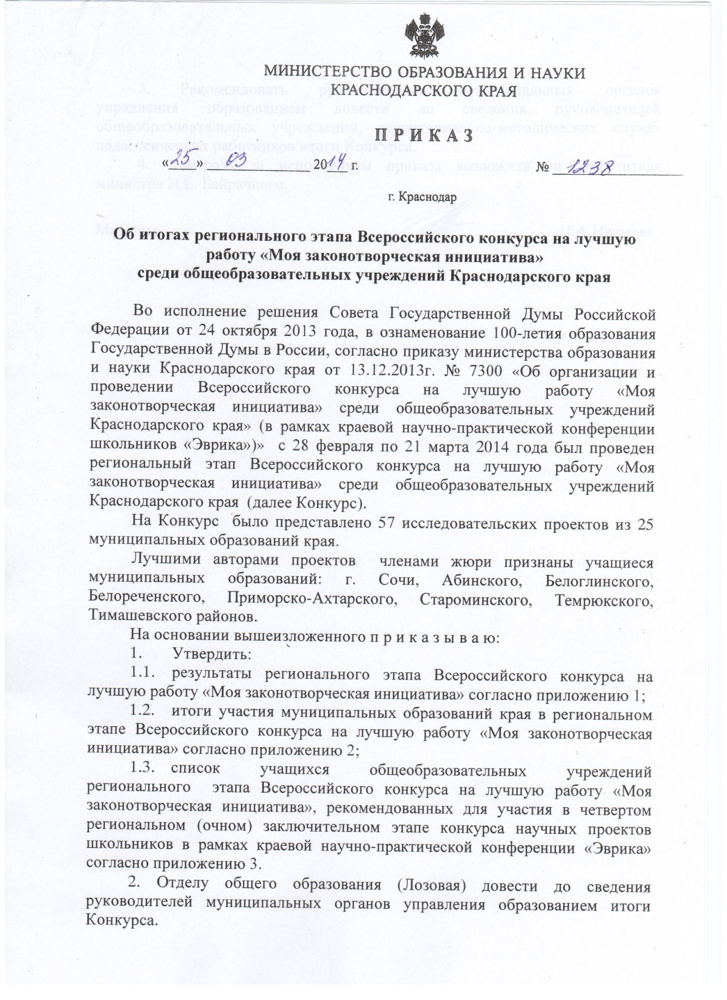 МИНИСТЕРСТВО ОБРАЗОВАНИЯ И НАУКИ
КРАСНОДАРСКОГО КРАЯ
П Р И К А З
«25» 03 2014 г. № 1238
г. Краснодар
Об итогах регионального этапа Всероссийского конкурса на лучшую
работу «Моя законотворческая инициатива»
среди общеобразовательных учреждений Краснодарского края
Во исполнение решения Совета Государственной Думы Российской
Федерации от 24 октября 2013 года, в ознаменование 100-летия образования
Государственной Думы в России, согласно приказу министерства образования
и науки Краснодарского края от 13.12.2013г. № 7300 «Об организации и
проведении Всероссийского конкурса на лучшую работу «Моя
законотворческая инициатива» среди общеобразовательных учреждений
Краснодарского края» (в рамках краевой научно-практической конференции
школьников «Эврика»)» с 28 февраля по 21 марта 2014 года был проведен
региональный этап Всероссийского конкурса на лучшую работу «Моя
законотворческая инициатива» среди общеобразовательных учреждений
Краснодарского края (далее Конкурс).
На Конкурс было представлено 57 исследовательских проектов из 25
муниципальных образований края.
Лучшими авторами проектов членами жюри признаны учащиеся
муниципальных образований: г. Сочи, Абинского, Белоглинского,
Белореченского, Приморско-Ахтарского, Староминского, Темрюкского,
Тимашевского районов.
На основании вышеизложенного п р и к а з ы в а ю:
1. Утвердить:
1.1. результаты регионального этапа Всероссийского конкурса на
лучшую работу «Моя законотворческая инициатива» согласно приложению 1;
1.2. итоги участия муниципальных образований края в региональном
этапе Всероссийского конкурса на лучшую работу «Моя законотворческая
инициатива» согласно приложению 2;
1.3. список учащихся общеобразовательных учреждений
регионального этапа Всероссийского конкурса на лучшую работу «Моя
законотворческая инициатива», рекомендованных для участия в четвертом
региональном (очном) заключительном этапе конкурса научных проектов
школьников в рамках краевой научно-практической конференции «Эврика»
согласно приложению 3.
2. Отделу общего образования (Лозовая) довести до сведения
руководителей муниципальных органов управления образованием итоги
Конкурса.